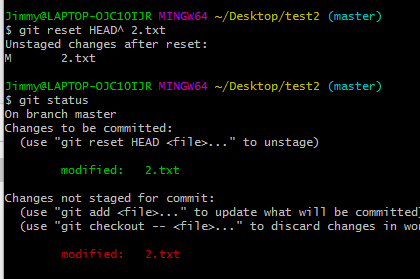 Jimmy@LAPTOP-OJC10IJR MINGW64 ~/Desktop/test2 (master)
$ git reset HEAD^ 2.txt
Unstaged changes after reset:
M       2.txt
Jimmy@LAPTOP-OJC10IJR MINGW64 ~/Desktop/test2 (master)
$ git status
On branch master
Changes to be committed:
  (use "git reset HEAD <file>..." to unstage)
        modified:   2.txt
Changes not staged for commit:
  (use "git add <file>..." to update what will be committed)
  (use "git checkout -- <file>..." to discard changes in wo
        modified:   2.txt